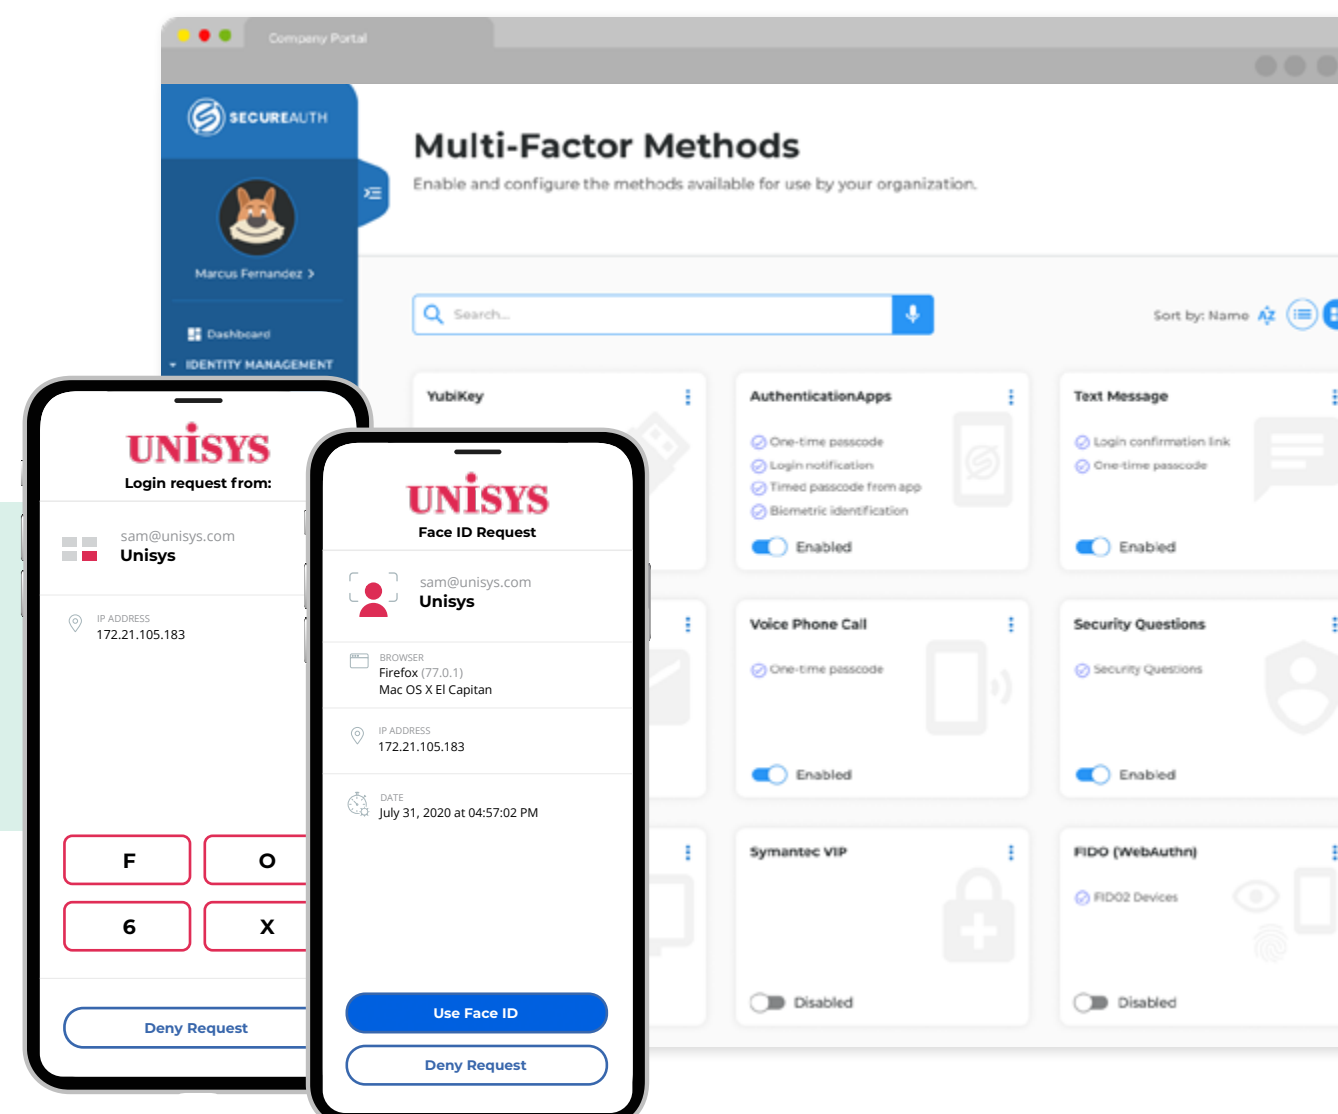 Company Portal
SECUREAUTH
Marcus Fernandez
Dashboard
IDENTITY MANAGEMENT
Multi-Factor Methods
Enable and configure the methods available for use by your organization.
Search...
Sort by: Name AZ
YubiKey
AuthenticationApps
One-time passcode
Login notification
Timed passcode from app
Biometric identification
Enabled
Text Message
Login confirmation link
One-time passcode
Enabled
Voice Phone Call
One-time passcode
Enabled
Security Questions
Security Questions
Enabled
Symantec VIP
Disabled
FIDO (WebAuthn)
FIDO2 Devices
Disabled
UNISYS
Login request from:
sam@unisys.com
Unisys
IP ADDRESS
172.21.105.183
F O
6 X
Deny Request
UNISYS
Face ID Request
sam@unisys.com
Unisys
BROWSER
Firefox (77.0.1)
Mac OS X El Capitan
IP ADDRESS
172.21.105.183
DATE
July 31, 2020 at 04:57:02 PM
Use Face ID
Deny Request